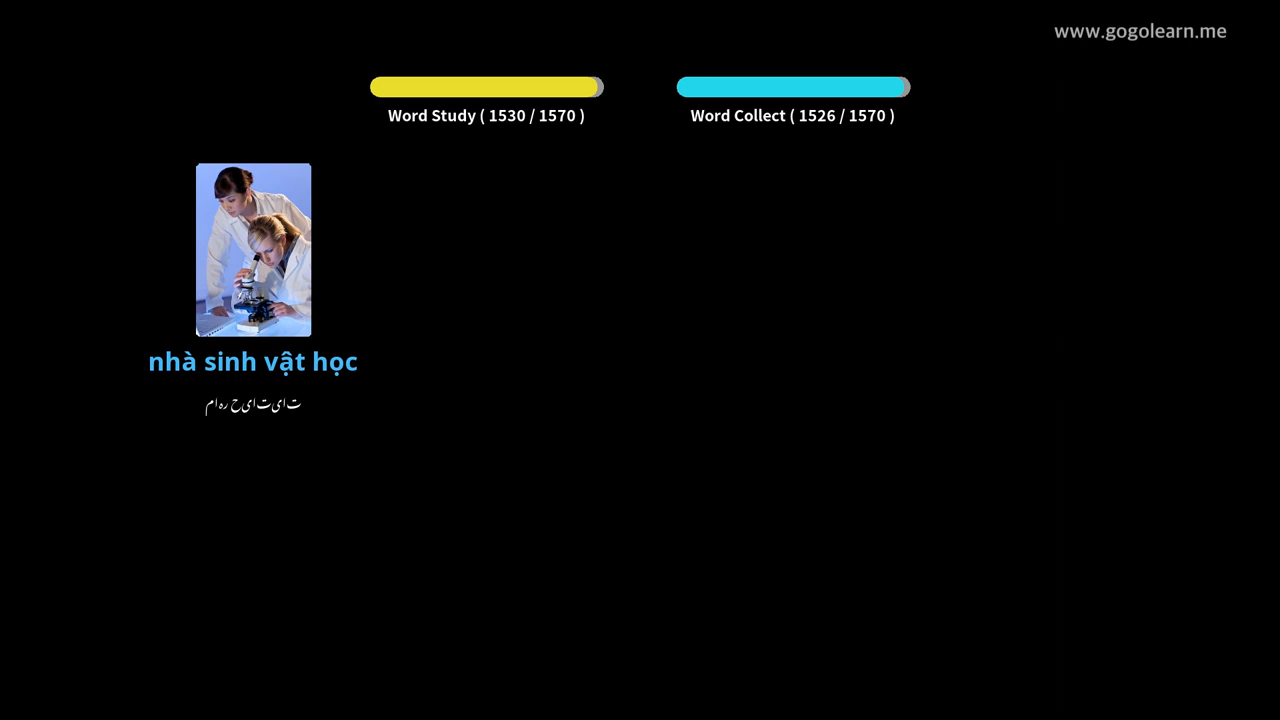 www.gogolearn.me
Word Study ( 1530 / 1570 )
Word Collect ( 1526 / 1570 )
nhà sinh vật học
ماہر حیاتیات